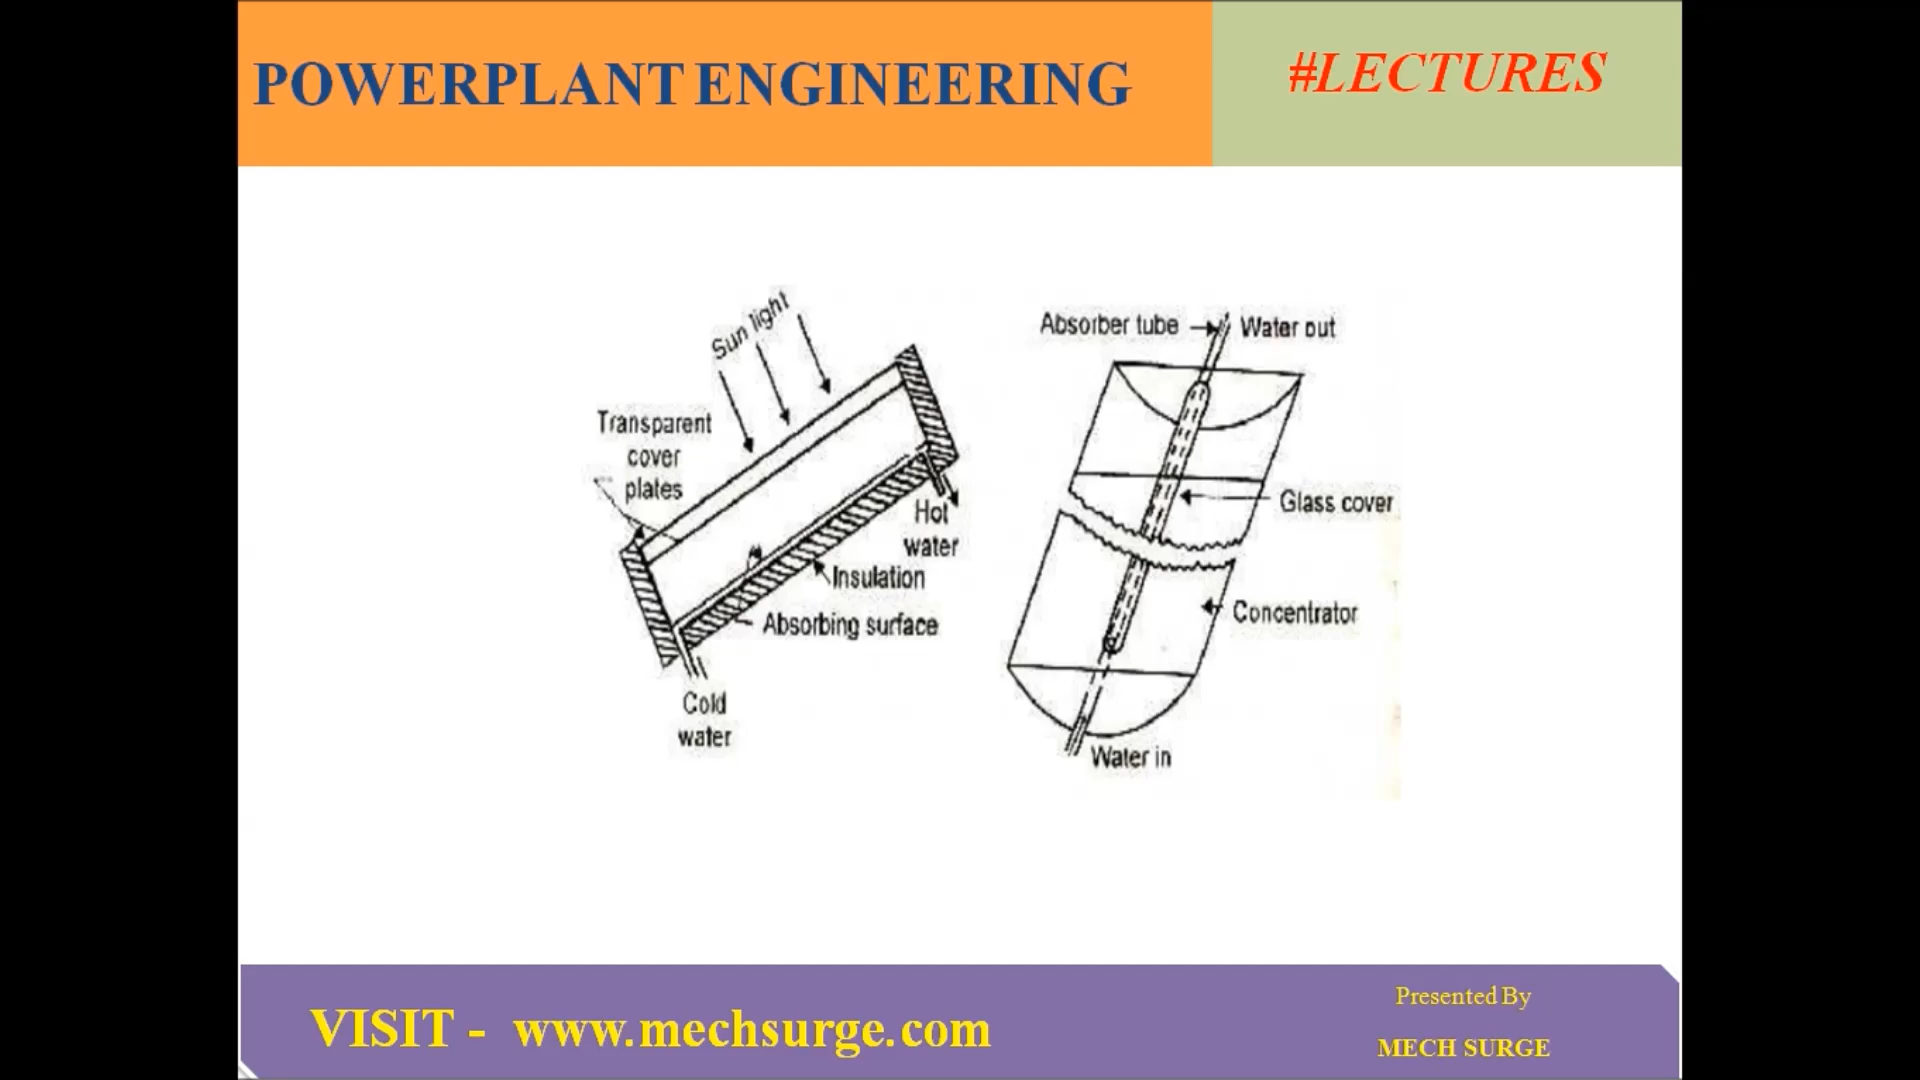 POWERPLANT ENGINEERING
#LECTURES
Sun light
Transparent
cover
plates
Hot
water
Insulation
Absorbing surface
Cold
water
Absorber tube
Water out
Glass cover
Concentrator
Water in
VISIT - www.mechsurge.com
Presented By
MECH SURGE